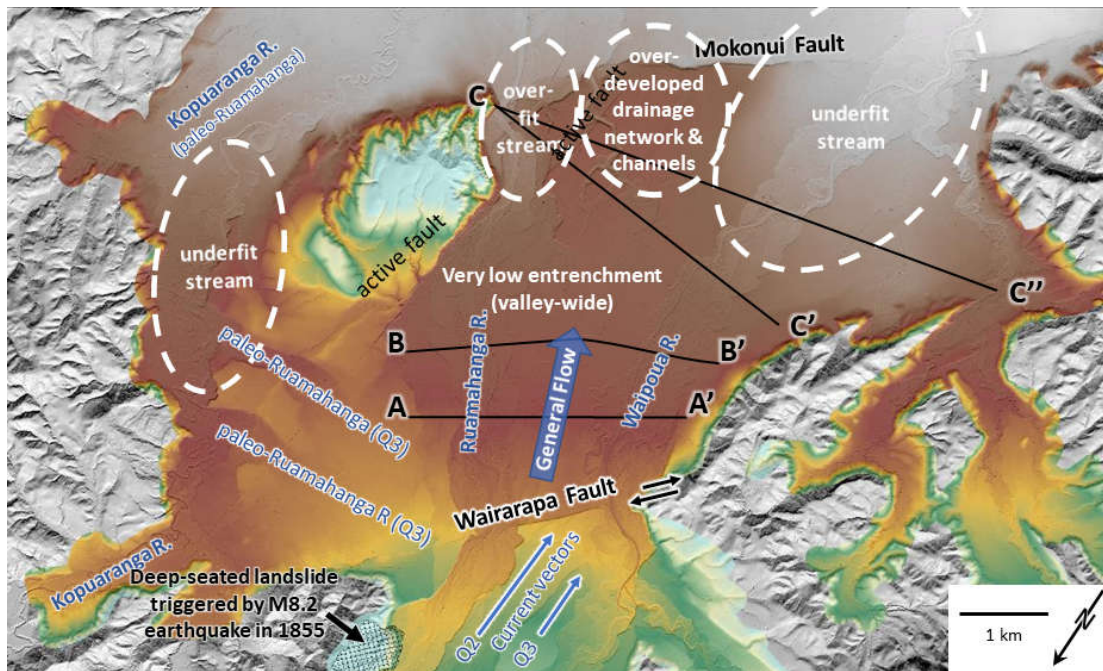 Kopuaranga R.
(paleo-Ruamahanga)
Mokonui Fault
C
over-
fit
stream
active fault
over-
developed
drainage
network &
channels
underfit
stream
underfit
stream
active fault
Very low entrenchment
(valley-wide)
C''
C'
B
B'
paleo-Ruamahanga (Q3)
Ruamahanga R.
General Flow
Waipoua R.
A
A'
paleo-Ruamahanga R (Q3)
Wairarapa Fault
Kopuaranga R.
Deep-seated landslide
triggered by M8.2
earthquake in 1855
Q2
Current vectors
Q3
1 km
N